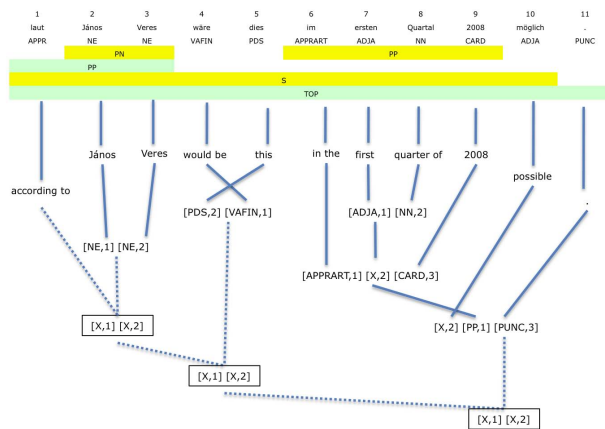 1 2 3 4 5 6 7 8 9 10 11
laut János Veres wäre dies im ersten Quartal 2008 möglich .
APPR NE NE VAFIN PDS APPRART ADJA NN CARD ADJA PUNC
PN PP
PP
S
TOP
János Veres would be this in the first quarter of 2008
possible
according to .
[PDS,2] [VAFIN,1] [ADJA,1] [NN,2]
[NE,1] [NE,2]
[APPRART,1] [X,2] [CARD,3]
[X,1] [X,2] [X,2] [PP,1] [PUNC,3]
[X,1] [X,2]
[X,1] [X,2]